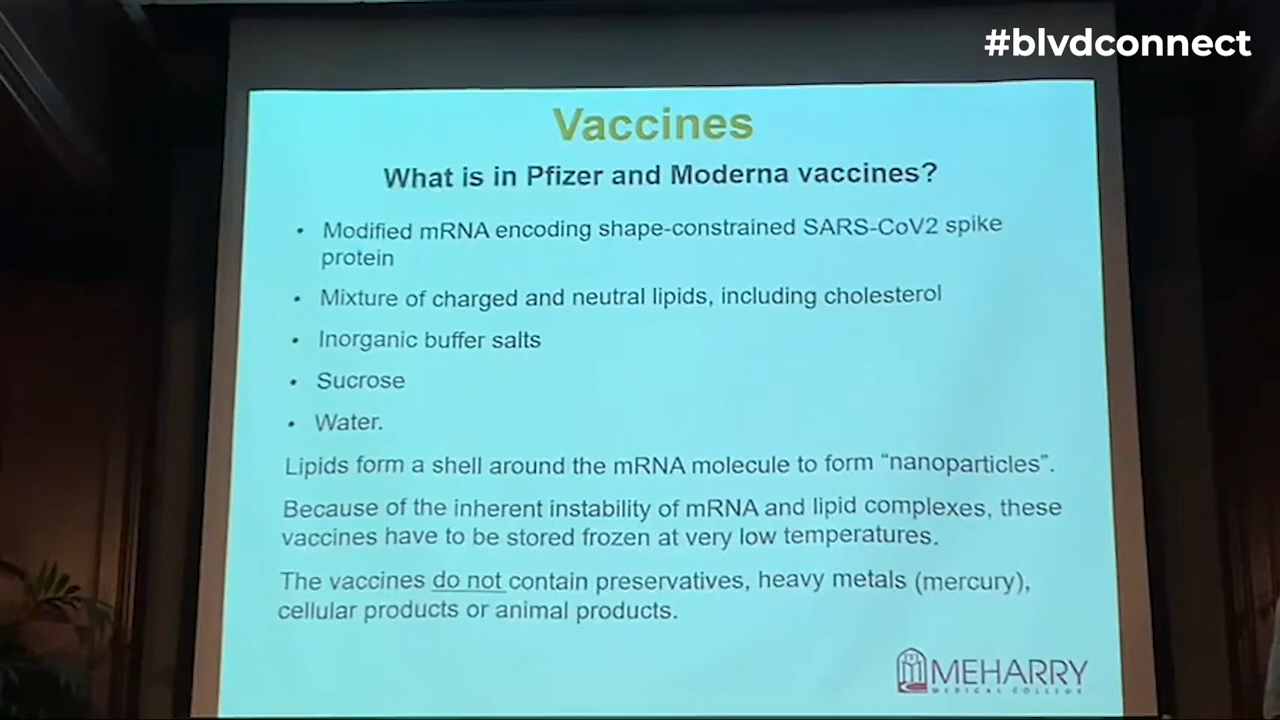 #blvdconnect
Vaccines
What is in Pfizer and Moderna vaccines?
• Modified mRNA encoding shape-constrained SARS-CoV2 spike
protein
• Mixture of charged and neutral lipids, including cholesterol
• Inorganic buffer salts
• Sucrose
• Water.
Lipids form a shell around the mRNA molecule to form “nanoparticles”.
Because of the inherent instability of mRNA and lipid complexes, these
vaccines have to be stored frozen at very low temperatures.
The vaccines do not contain preservatives, heavy metals (mercury),
cellular products or animal products.
MEHARRY
MEDICAL COLLEGE